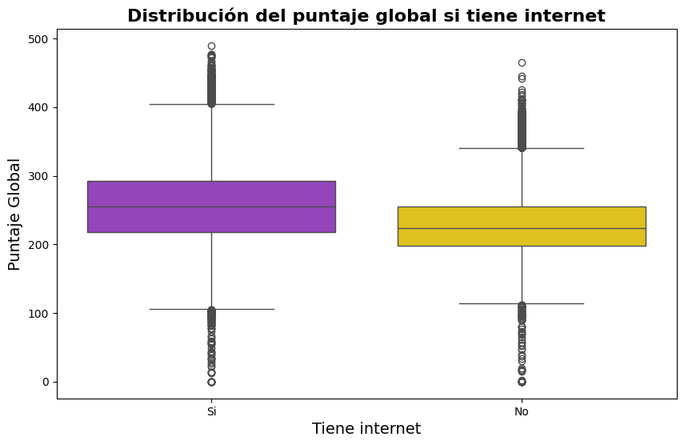 Distribución del puntaje global si tiene internet
500
400
300
200
100
0
Puntaje Global
Si
No
Tiene internet